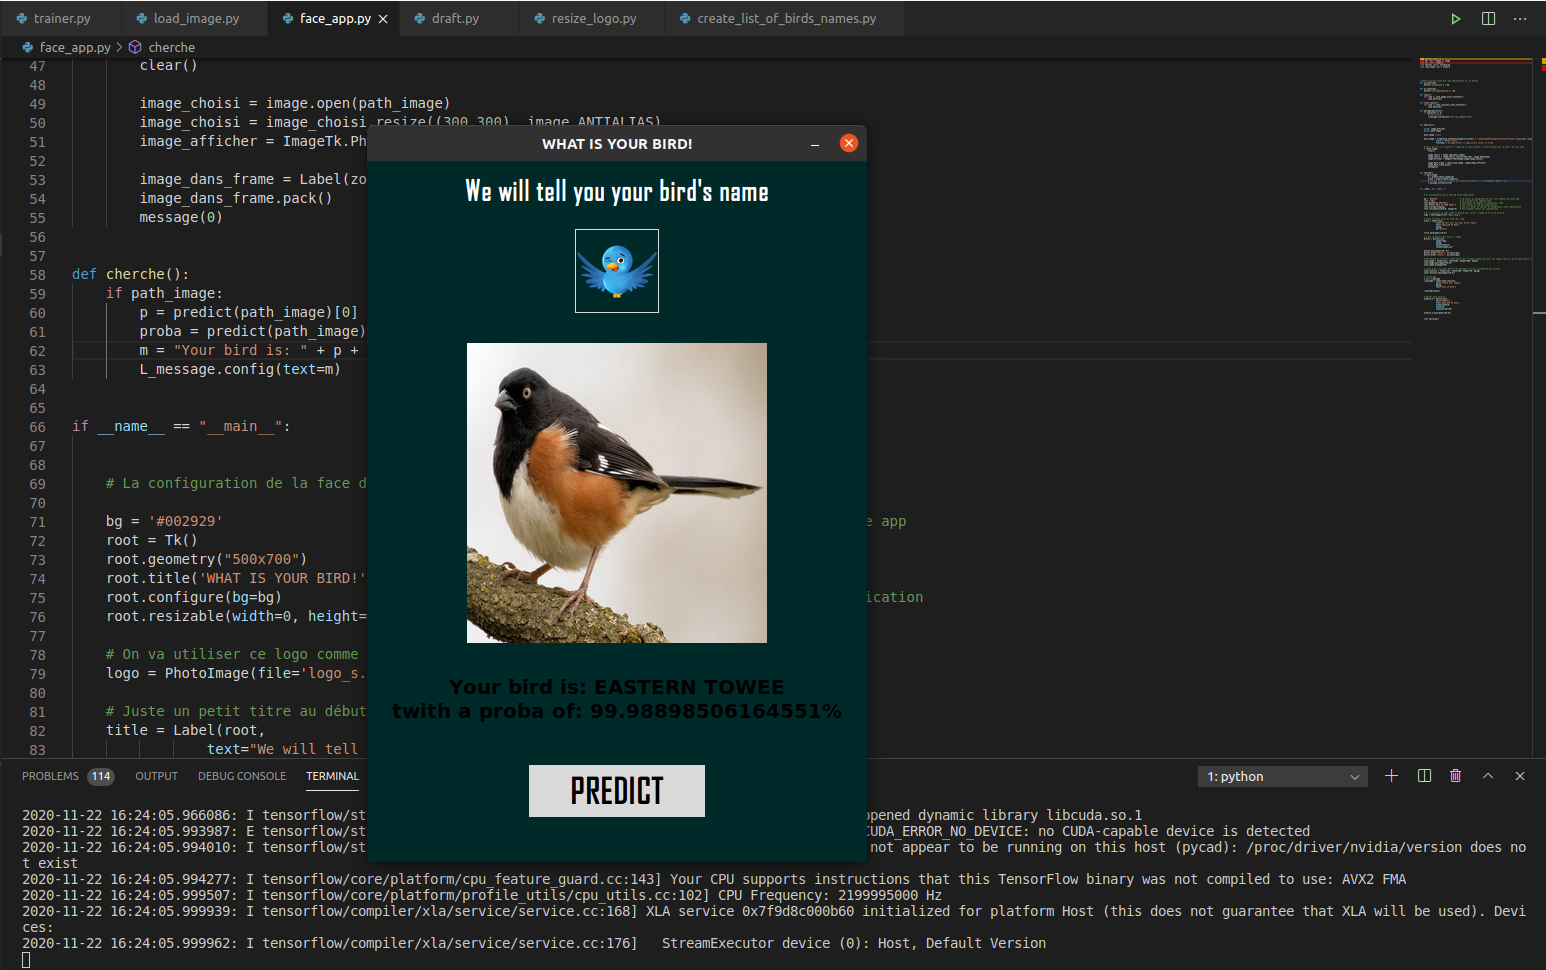 trainer.py load_image.py face_app.py draft.py resize_logo.py create_list_of_birds_names.py
face_app.py > cherche
47 clear()
48
49 image_choisi = image.open(path_image)
50 image_choisi = image_choisi.resize((300,300), image.ANTIALIAS)
51 image_afficher = ImageTk.Ph
52
53 image_dans_frame = Label(zo
54 image_dans_frame.pack()
55 message(0)
56
57
58 def cherche():
59 if path_image:
60 p = predict(path_image)[0]
61 proba = predict(path_image)
62 m = "Your bird is: " + p +
63 L_message.config(text=m)
64
65
66 if __name__ == "__main__":
67
68
69 # La configuration de la face d
70
71 bg = '#002929' e app
72 root = Tk()
73 root.geometry("500x700")
74 root.title('WHAT IS YOUR BIRD!'
75 root.configure(bg=bg) ication
76 root.resizable(width=0, height=
77
78 # On va utiliser ce logo comme
79 logo = PhotoImage(file='logo_s.
80
81 # Juste un petit titre au début
82 title = Label(root,
83 text="We will tell
WHAT IS YOUR BIRD!
We will tell you your bird's name
Your bird is: EASTERN TOWEE
twith a proba of: 99.98898506164551%
PREDICT
PROBLEMS 114 OUTPUT DEBUG CONSOLE TERMINAL 1: python
2020-11-22 16:24:05.966086: I tensorflow/st pened dynamic library libcuda.so.1
2020-11-22 16:24:05.993987: E tensorflow/st CUDA_ERROR_NO_DEVICE: no CUDA-capable device is detected
2020-11-22 16:24:05.994010: I tensorflow/st not appear to be running on this host (pycad): /proc/driver/nvidia/version does no
t exist
2020-11-22 16:24:05.994277: I tensorflow/core/platform/cpu_feature_guard.cc:143] Your CPU supports instructions that this TensorFlow binary was not compiled to use: AVX2 FMA
2020-11-22 16:24:05.999507: I tensorflow/core/platform/profile_utils/cpu_utils.cc:102] CPU Frequency: 2199995000 Hz
2020-11-22 16:24:05.999939: I tensorflow/compiler/xla/service/service.cc:168] XLA service 0x7f9d8c000b60 initialized for platform Host (this does not guarantee that XLA will be used). Devi
ces:
2020-11-22 16:24:05.999962: I tensorflow/compiler/xla/service/service.cc:176] StreamExecutor device (0): Host, Default Version